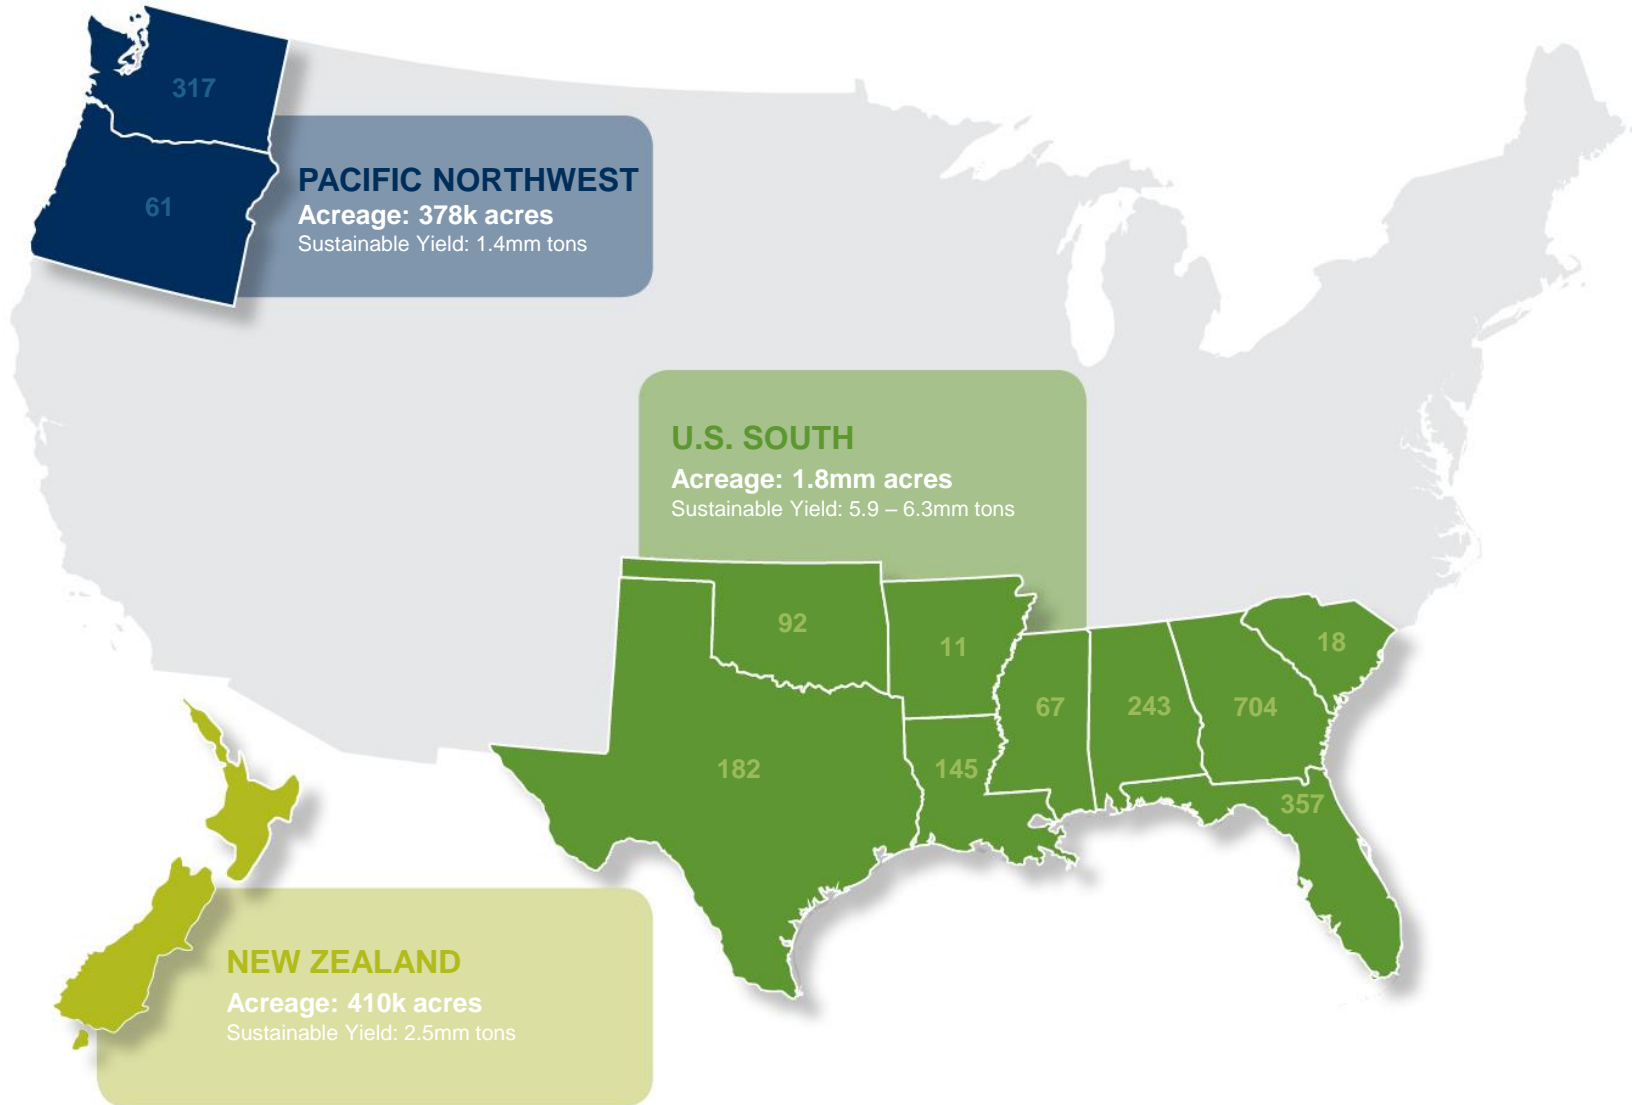 317
61
PACIFIC NORTHWEST
Acreage: 378k acres
Sustainable Yield: 1.4mm tons
U.S. SOUTH
Acreage: 1.8mm acres
Sustainable Yield: 5.9 – 6.3mm tons
92
11
18
67
243
704
182
145
357
NEW ZEALAND
Acreage: 410k acres
Sustainable Yield: 2.5mm tons